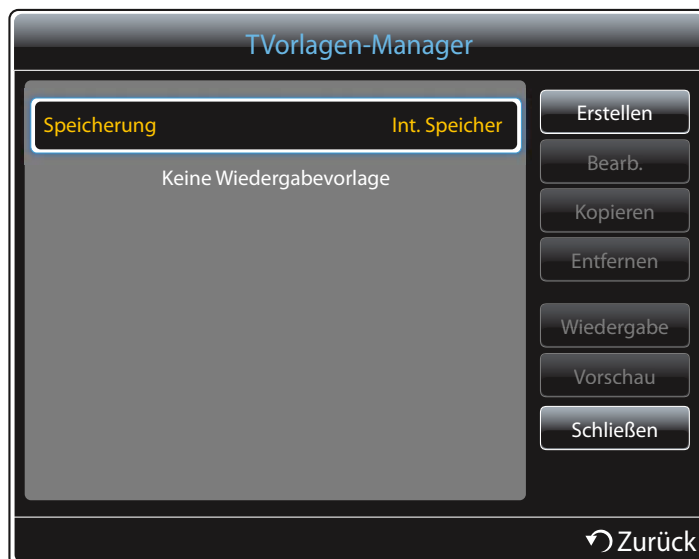 TVorlagen-Manager
Speicherung Int. Speicher
Keine Wiedergabevorlage
Erstellen
Bearb.
Kopieren
Entfernen
Wiedergabe
Vorschau
Schließen
Zurück